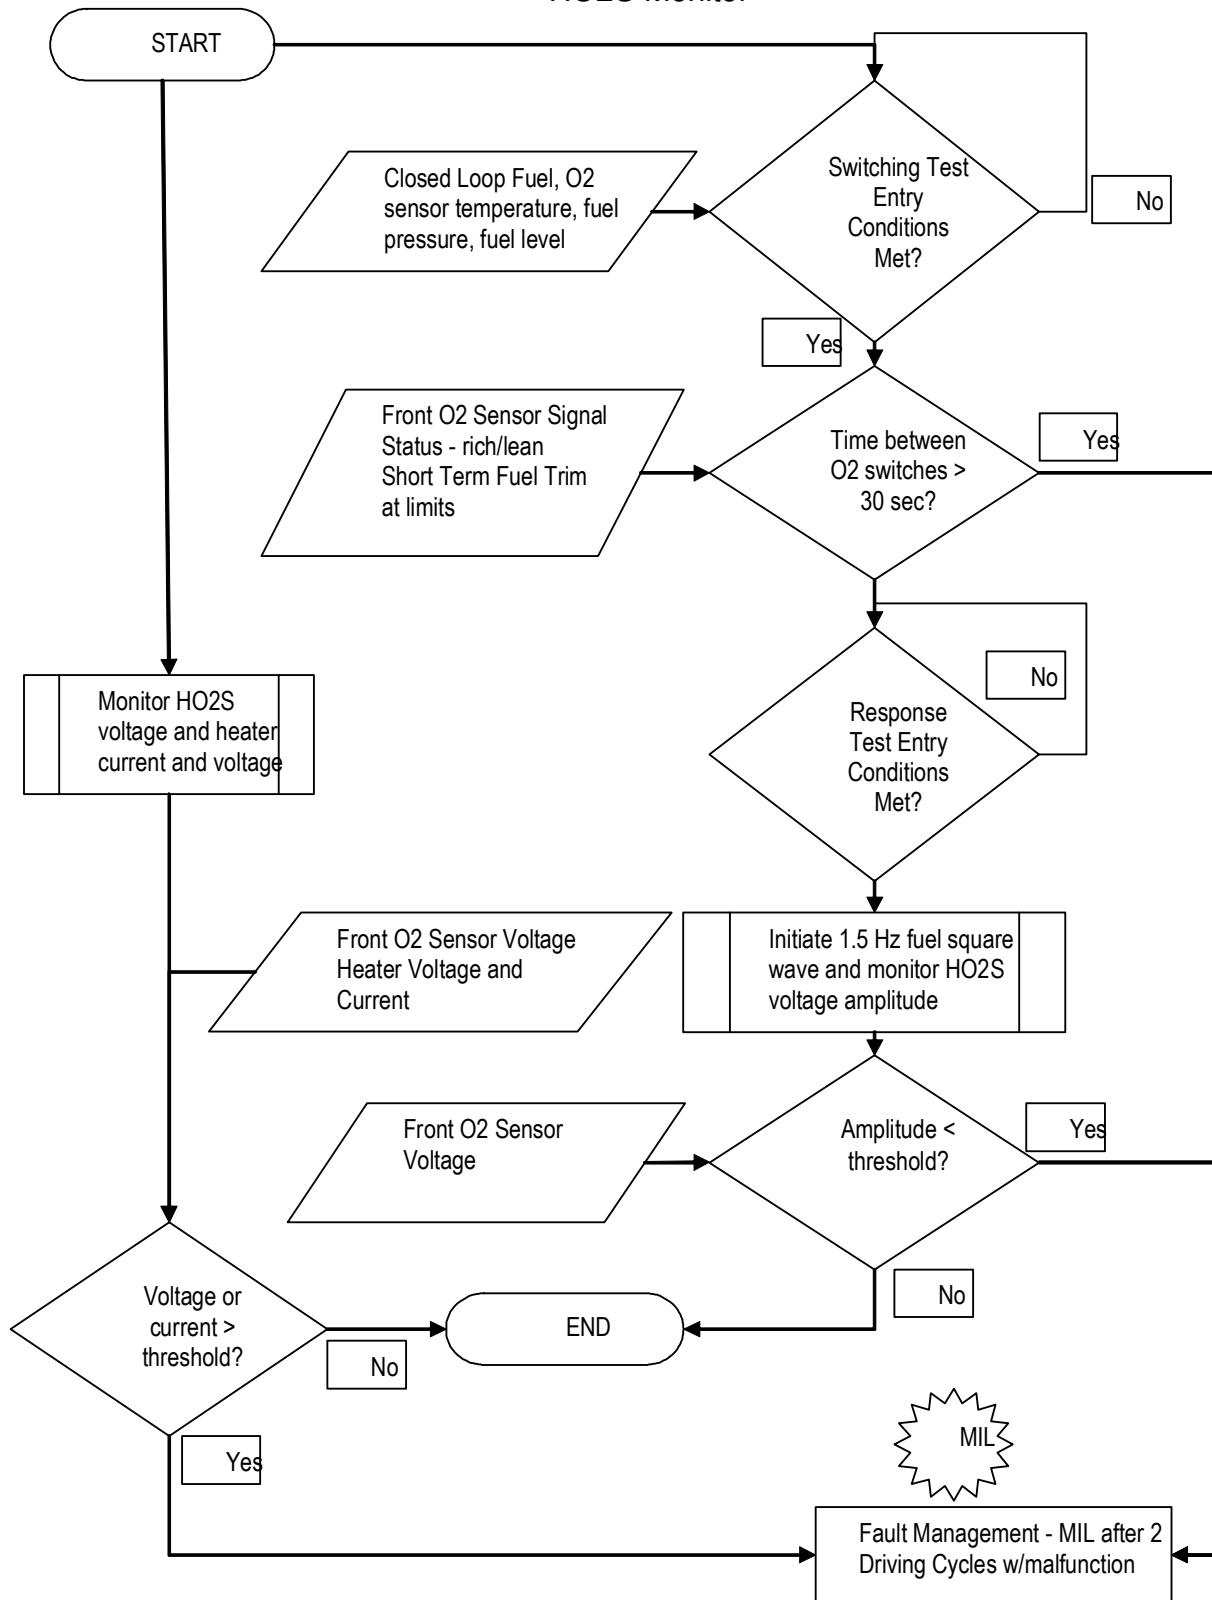 START
Switching Test
Entry
Conditions
Met?
No
Closed Loop Fuel, O2
sensor temperature, fuel
pressure, fuel level
Yes
Front O2 Sensor Signal
Status - rich/lean
Short Term Fuel Trim
at limits
Time between
O2 switches >
30 sec?
Yes
No
Monitor HO2S
voltage and heater
current and voltage
Response
Test Entry
Conditions
Met?
Front O2 Sensor Voltage
Heater Voltage and
Current
Initiate 1.5 Hz fuel square
wave and monitor HO2S
voltage amplitude
Front O2 Sensor
Voltage
Amplitude <
threshold?
Yes
No
Voltage or
current >
threshold?
No
END
Yes
MIL
Fault Management - MIL after 2
Driving Cycles w/malfunction